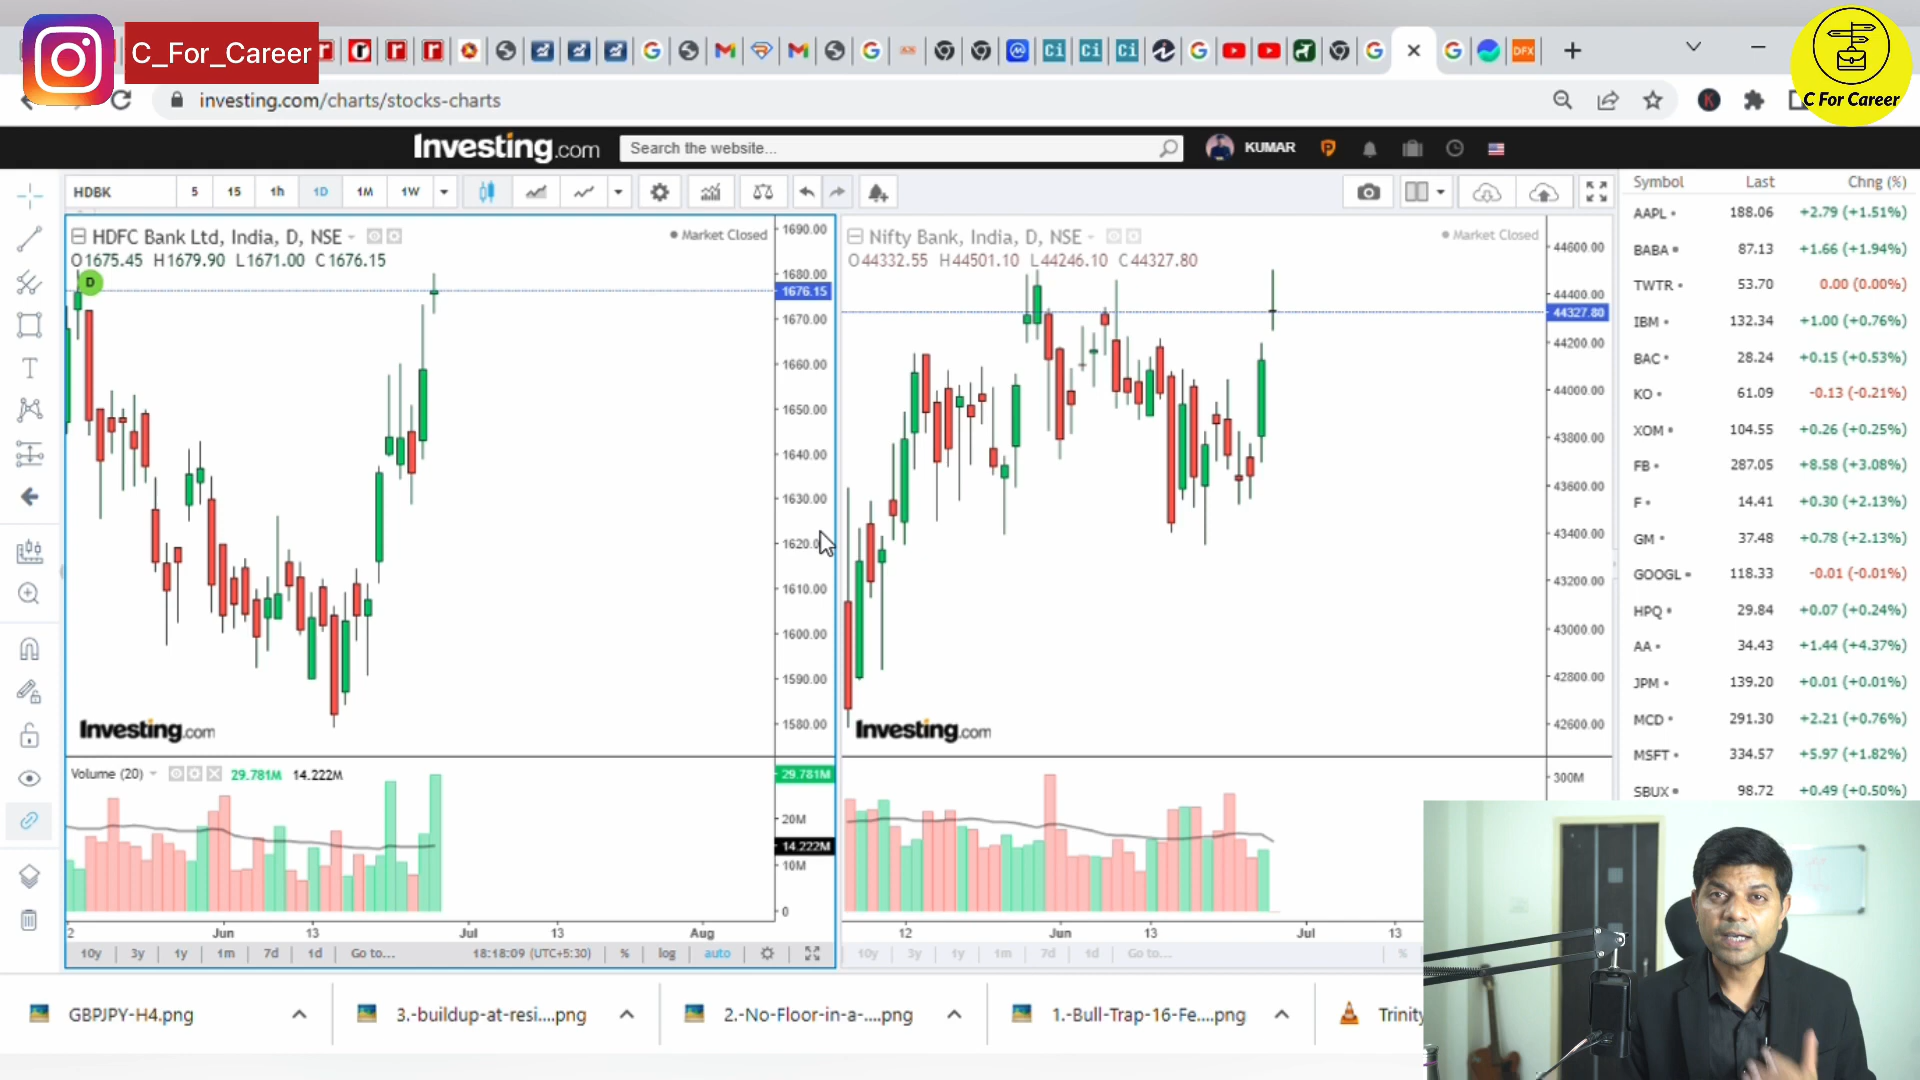 C_For_Career
C For Career
investing.com/charts/stocks-charts
Investing.com
Search the website...
KUMAR
HDBK
5 15 1h 1D 1M 1W
HDFC Bank Ltd, India, D, NSE
Market Closed
O1675.45 H1679.90 L1671.00 C1676.15
D
1690.00
1680.00
1676.15
1670.00
1660.00
1650.00
1640.00
1630.00
1620.0
1610.00
1600.00
1590.00
1580.00
Investing.com
Volume (20)
29.781M 14.222M
29.781M
20M
14.222M
10M
0
2 Jun 13 Jul 13 Aug
10y 3y 1y 1m 7d 1d Go to...
18:18:09 (UTC+5:30) % log auto
Nifty Bank, India, D, NSE
Market Closed
O44332.55 H44501.10 L44246.10 C44327.80
44600.00
44400.00
44327.80
44200.00
44000.00
43800.00
43600.00
43400.00
43200.00
43000.00
42800.00
42600.00
Investing.com
300M
12 Jun 13 Jul 13
10y 3y 1y 1m 7d 1d Go to...
%
Symbol Last Chng (%)
AAPL 188.06 +2.79 (+1.51%)
BABA 87.13 +1.66 (+1.94%)
TWTR 53.70 0.00 (0.00%)
IBM 132.34 +1.00 (+0.76%)
BAC 28.24 +0.15 (+0.53%)
KO 61.09 -0.13 (-0.21%)
XOM 104.55 +0.26 (+0.25%)
FB 287.05 +8.58 (+3.08%)
F 14.41 +0.30 (+2.13%)
GM 37.48 +0.78 (+2.13%)
GOOGL 118.33 -0.01 (-0.01%)
HPQ 29.84 +0.07 (+0.24%)
AA 34.43 +1.44 (+4.37%)
JPM 139.20 +0.01 (+0.01%)
MCD 291.30 +2.21 (+0.76%)
MSFT 334.57 +5.97 (+1.82%)
SBUX 98.72 +0.49 (+0.50%)
GBPJPY-H4.png
3.-buildup-at-resi....png
2.-No-Floor-in-a-....png
1.-Bull-Trap-16-Fe....png
Trinity